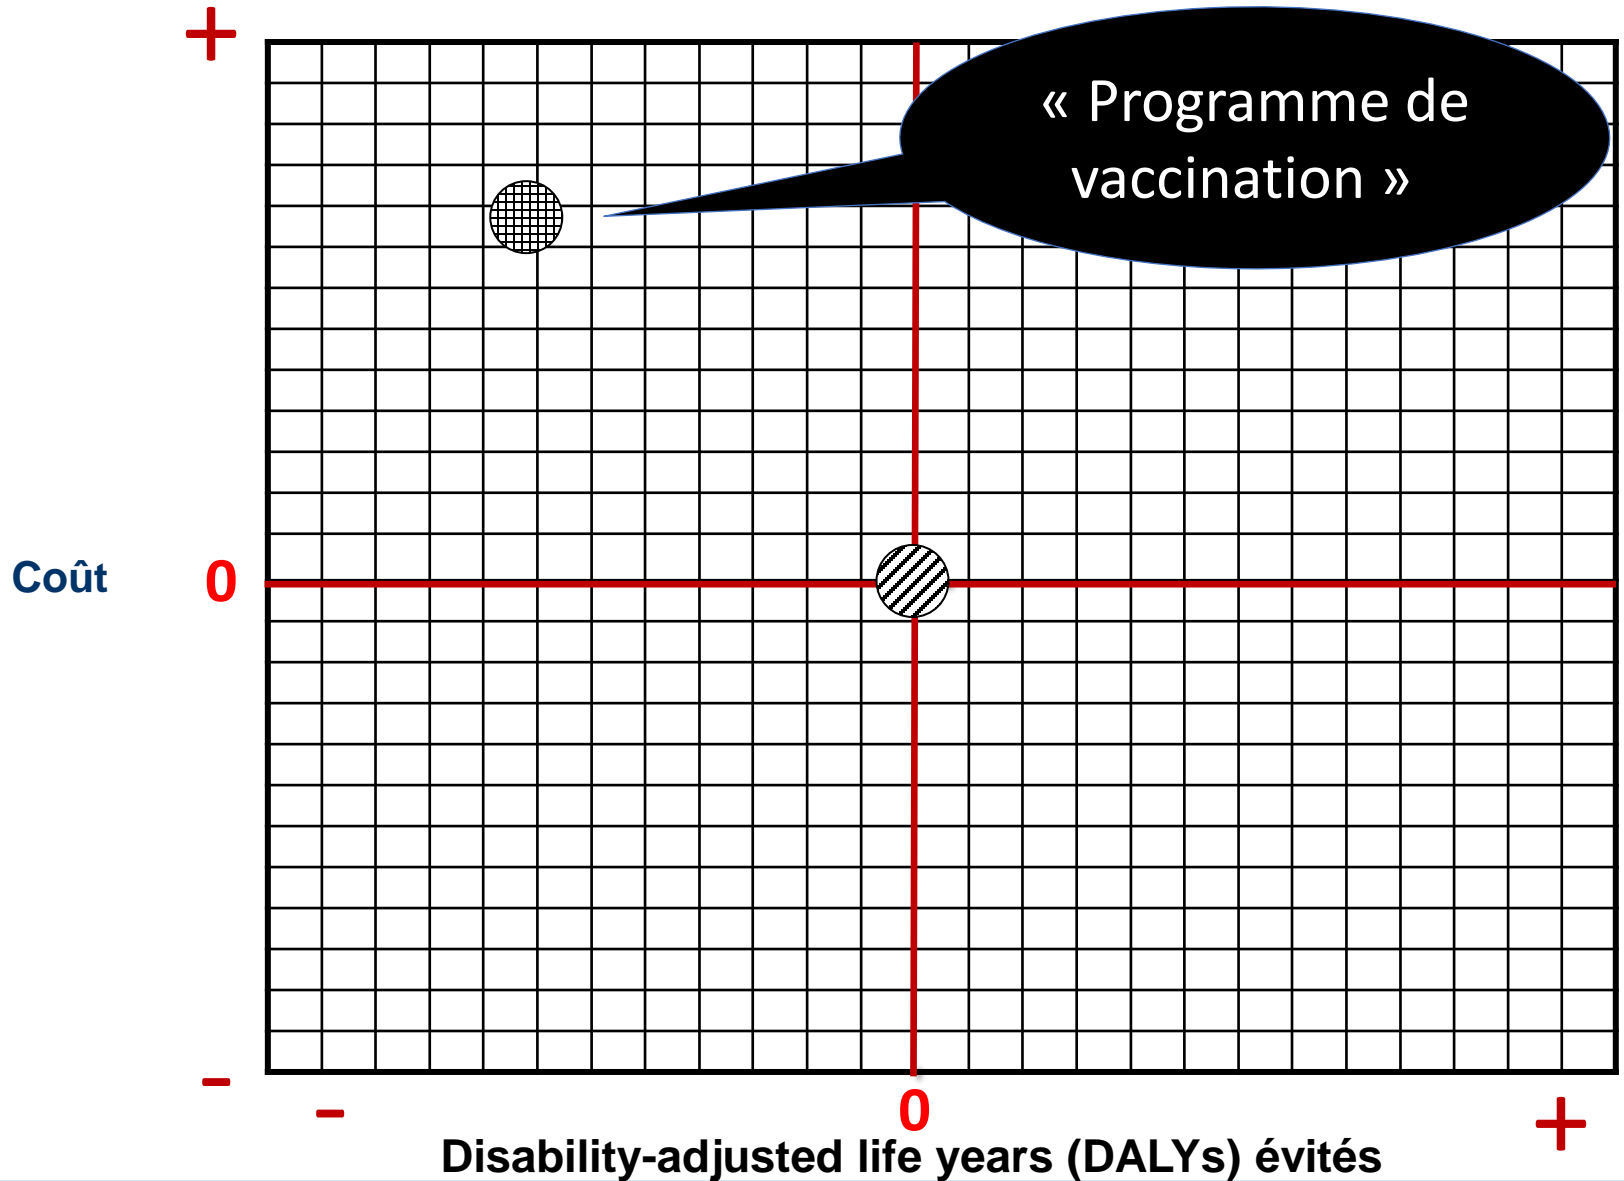 +
« Programme de
vaccination »
Coût
0
-
-
0
+
Disability-adjusted life years (DALYs) évités